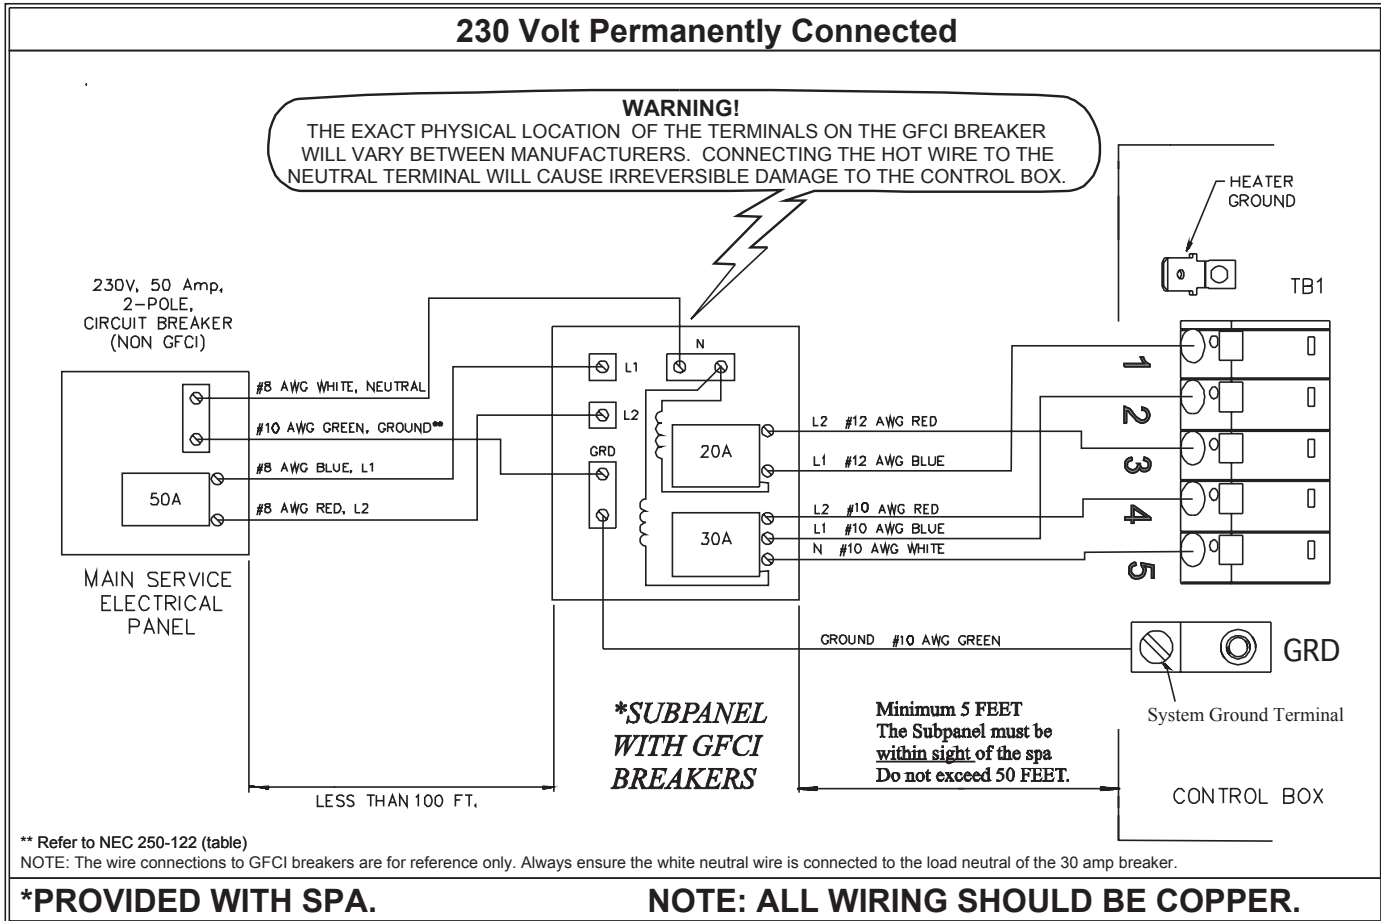 230 Volt Permanently Connected
WARNING!
THE EXACT PHYSICAL LOCATION OF THE TERMINALS ON THE GFCI BREAKER
WILL VARY BETWEEN MANUFACTURERS. CONNECTING THE HOT WIRE TO THE
NEUTRAL TERMINAL WILL CAUSE IRREVERSIBLE DAMAGE TO THE CONTROL BOX.
HEATER
GROUND
TB1
230V, 50 Amp,
2-POLE,
CIRCUIT BREAKER
(NON GFCI)
#8 AWG WHITE, NEUTRAL
#10 AWG GREEN, GROUND**
#8 AWG BLUE, L1
#8 AWG RED, L2
50A
MAIN SERVICE
ELECTRICAL
PANEL
N
L1
L2
GRD
20A
30A
L2 #12 AWG RED
L1 #12 AWG BLUE
L2 #10 AWG RED
L1 #10 AWG BLUE
N #10 AWG WHITE
1
2
3
4
5
GROUND #10 AWG GREEN
GRD
System Ground Terminal
*SUBPANEL
WITH GFCI
BREAKERS
Minimum 5 FEET
The Subpanel must be
within sight of the spa
Do not exceed 50 FEET.
LESS THAN 100 FT.
CONTROL BOX
** Refer to NEC 250-122 (table)
NOTE: The wire connections to GFCI breakers are for reference only. Always ensure the white neutral wire is connected to the load neutral of the 30 amp breaker.
*PROVIDED WITH SPA.
NOTE: ALL WIRING SHOULD BE COPPER.